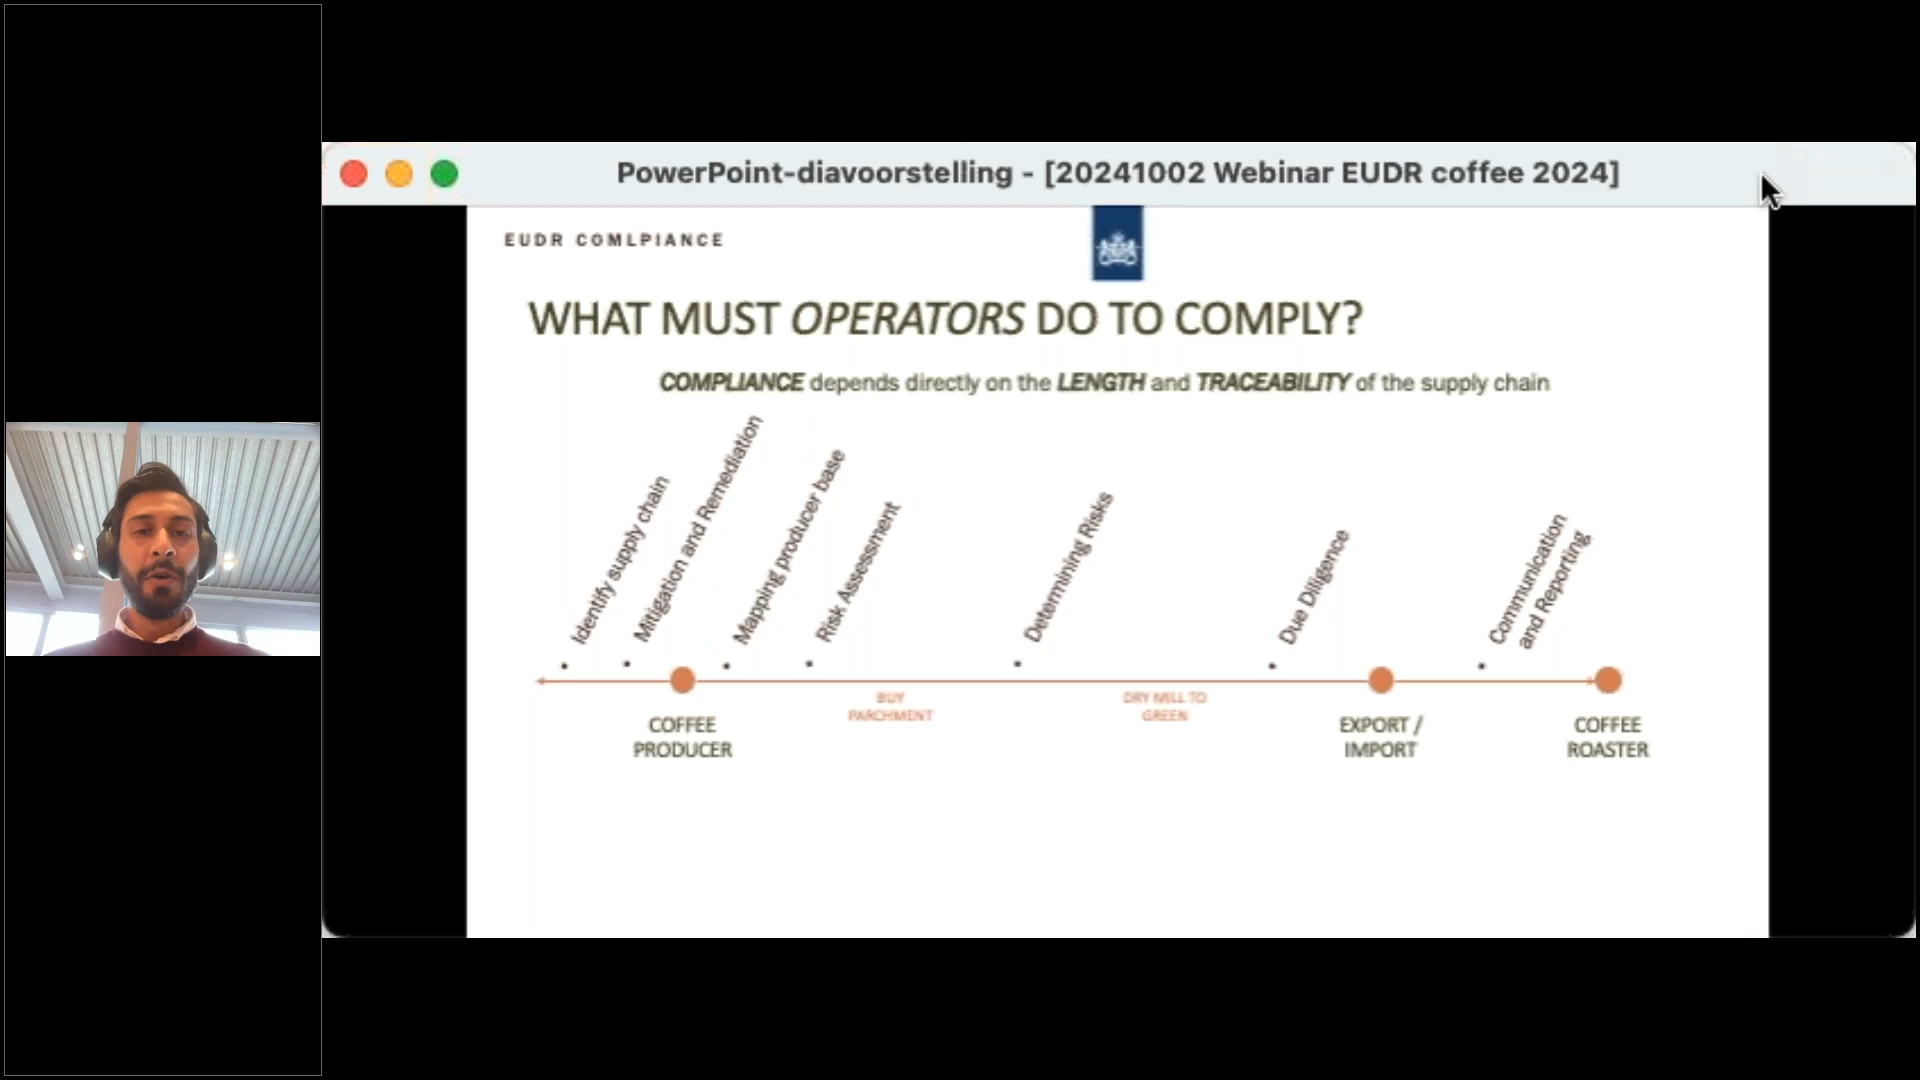 PowerPoint-diavoorstelling - [20241002 Webinar EUDR coffee 2024]
EUDR COMLPIANCE
WHAT MUST OPERATORS DO TO COMPLY?
COMPLIANCE depends directly on the LENGTH and TRACEABILITY of the supply chain
Identify supply chain
Mitigation and Remediation
Mapping producer base
Risk Assessment
Determining Risks
Due Diligence
Communication
and Reporting
BUY
PARCHMENT
DRY MILL TO
GREEN
COFFEE
PRODUCER
EXPORT /
IMPORT
COFFEE
ROASTER